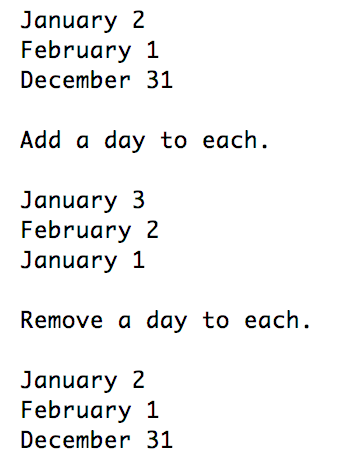 January 2
February 1
December 31
Add a day to each.
January 3
February 2
January 1
Remove a day to each.
January 2
February 1
December 31